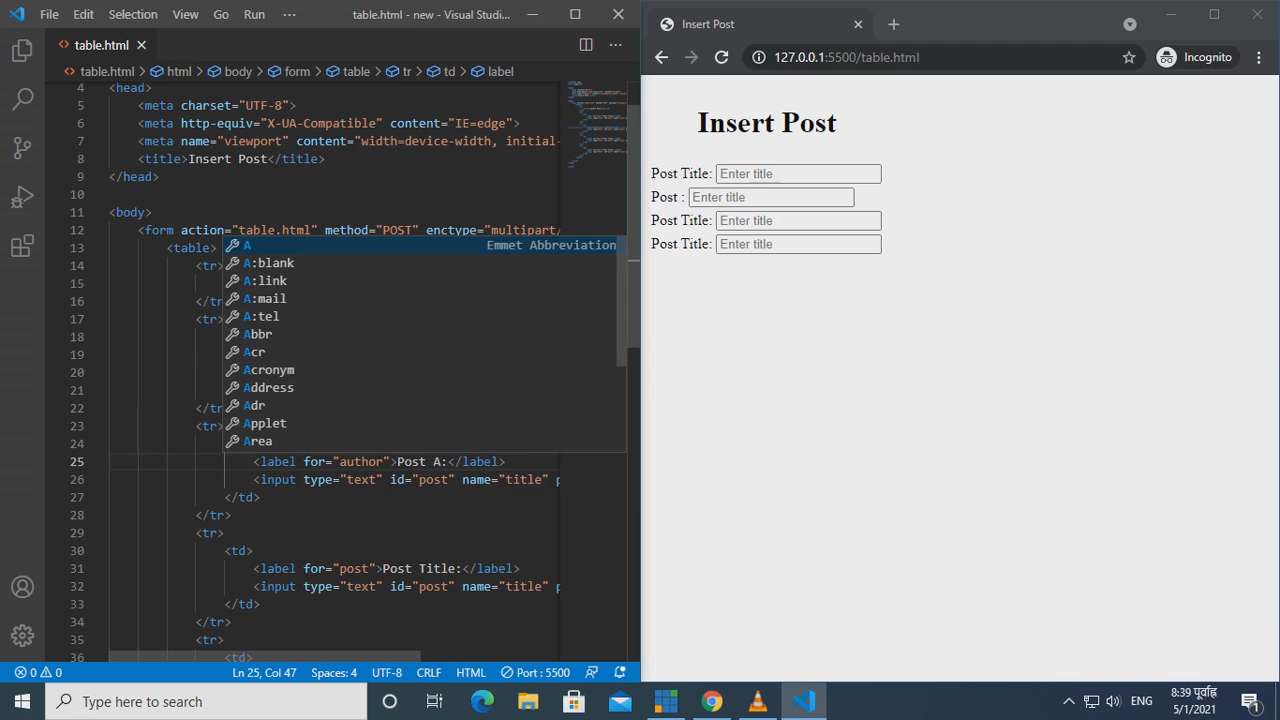 File Edit Selection View Go Run ··· table.html - new - Visual Studi...
table.html
table.html > html > body > form > table > tr > td > label
4 <head>
5 <meta charset="UTF-8">
6 <meta http-equiv="X-UA-Compatible" content="IE=edge">
7 <meta name="viewport" content="width=device-width, initial-
8 <title>Insert Post</title>
9 </head>
10
11 <body>
12 <form action="table.html" method="POST" enctype="multipart/
13 <table>
14 <tr>
15
16 </tr
17 <tr>
18
19
20
21
22 </tr
23 <tr>
24
25 <label for="author">Post A:</label>
26 <input type="text" id="post" name="title" p
27 </td>
28 </tr>
29 <tr>
30 <td>
31 <label for="post">Post Title:</label>
32 <input type="text" id="post" name="title" p
33 </td>
34 </tr>
35 <tr>
36 <td>
A Emmet Abbreviation
A:blank
A:link
A:mail
A:tel
Abbr
Acr
Acronym
Address
Adr
Applet
Area
0 0 Ln 25, Col 47 Spaces: 4 UTF-8 CRLF HTML Port : 5500
Insert Post
127.0.0.1:5500/table.html Incognito
Insert Post
Post Title: Enter title
Post : Enter title
Post Title: Enter title
Post Title: Enter title
Type here to search ENG 8:39 पूर्वाह्न
5/1/2021 1